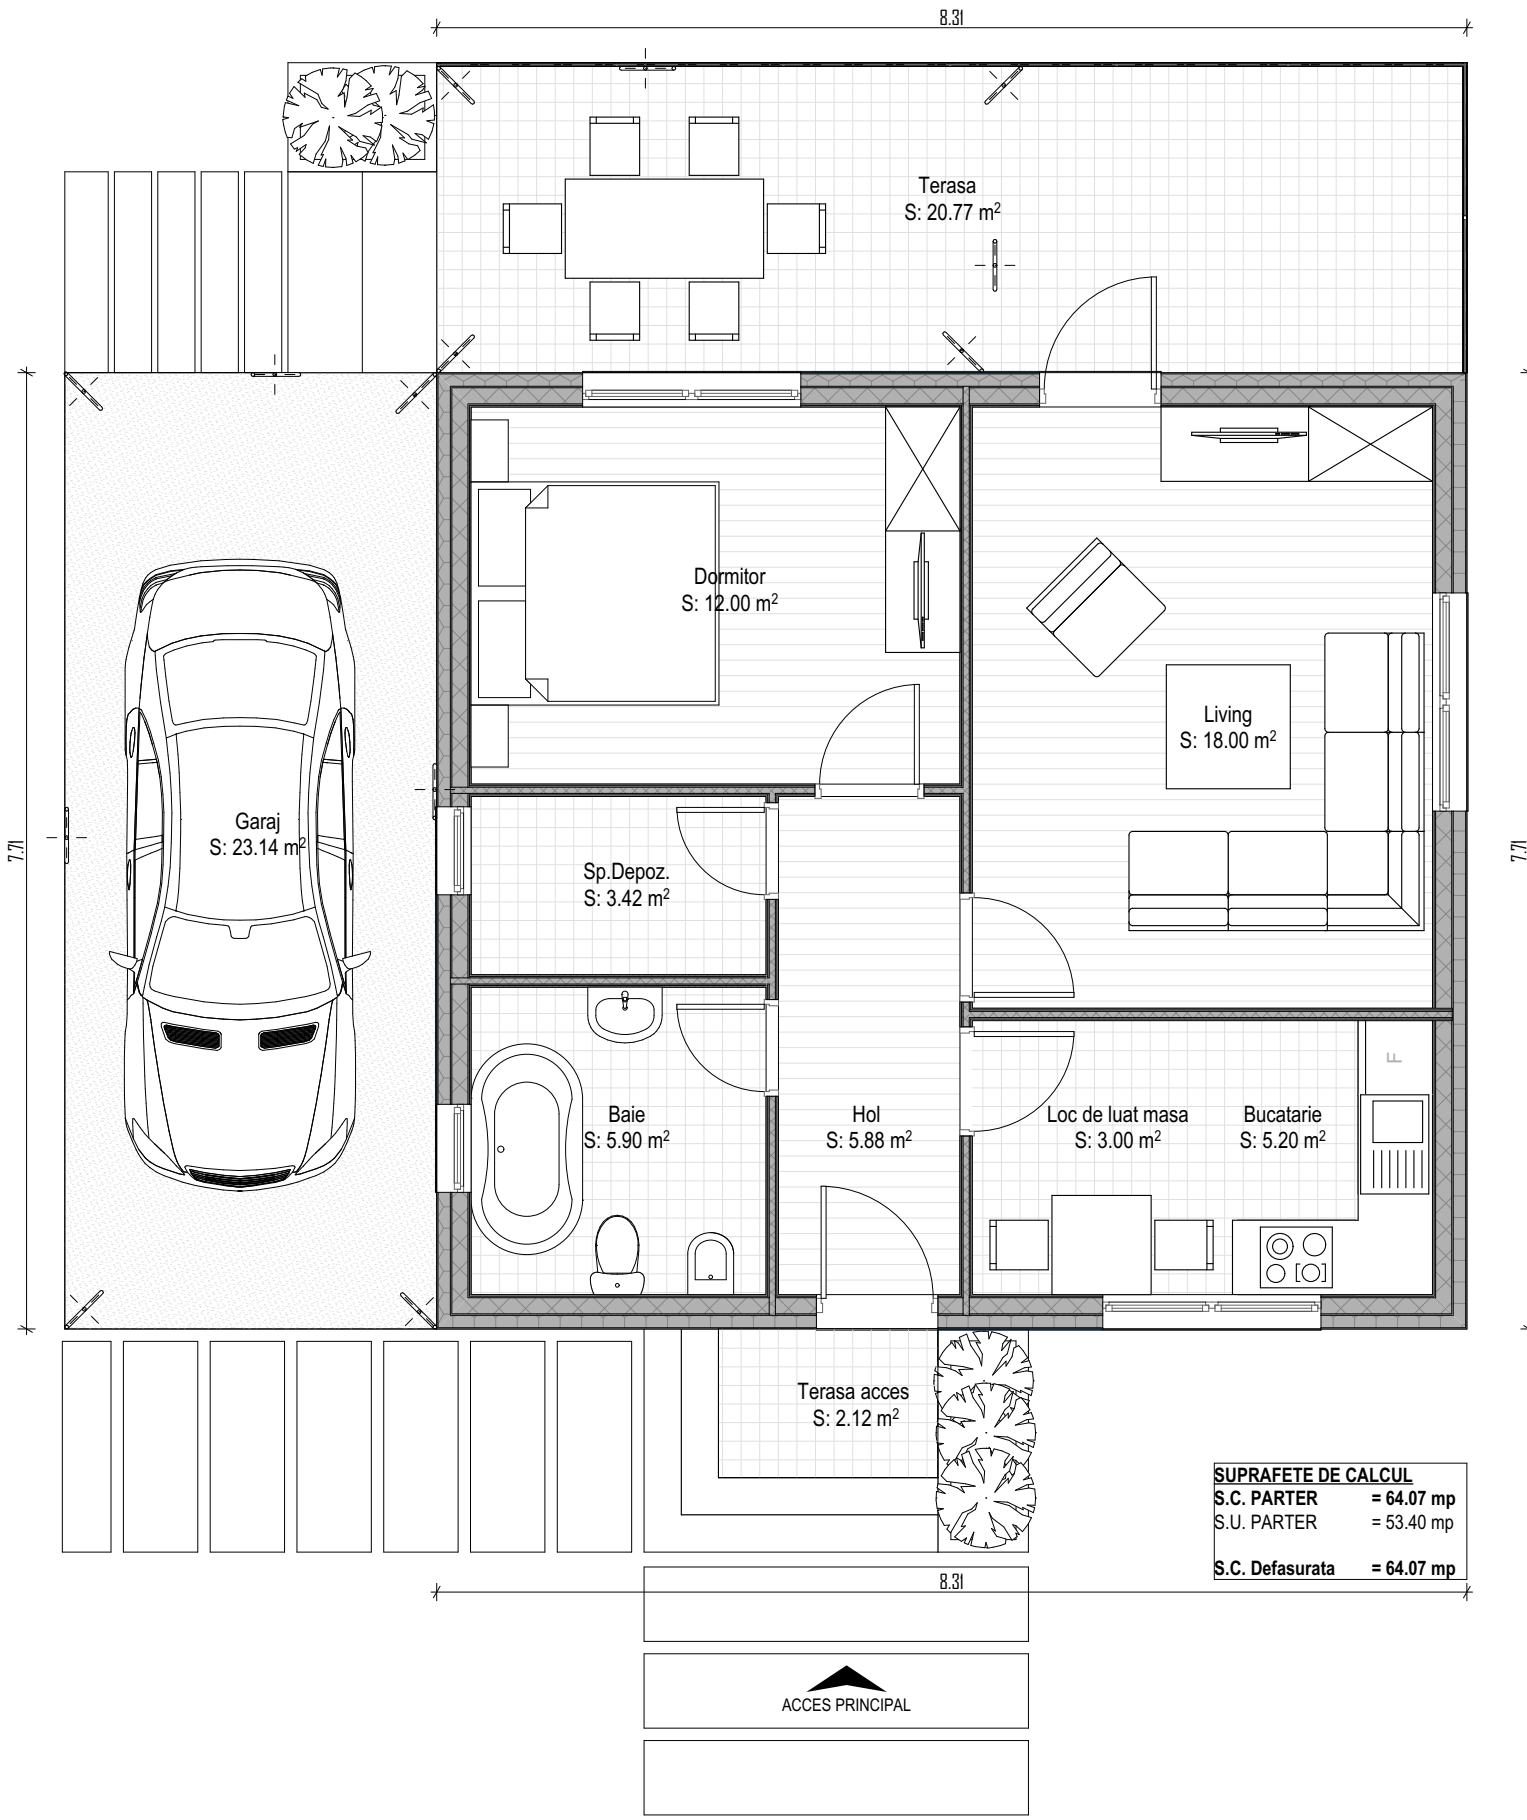 8.31
Terasa
S: 20.77 m²
Dormitor
S: 12.00 m²
Living
S: 18.00 m²
Garaj
S: 23.14 m²
7.71
7.71
Sp.Depoz.
S: 3.42 m²
F
Baie
S: 5.90 m²
Hol
S: 5.88 m²
Loc de luat masa
S: 3.00 m²
Bucatarie
S: 5.20 m²
Terasa acces
S: 2.12 m²
SUPRAFETE DE CALCUL
S.C. PARTER = 64.07 mp
S.U. PARTER = 53.40 mp
S.C. Defasurata = 64.07 mp
8.31
ACCES PRINCIPAL